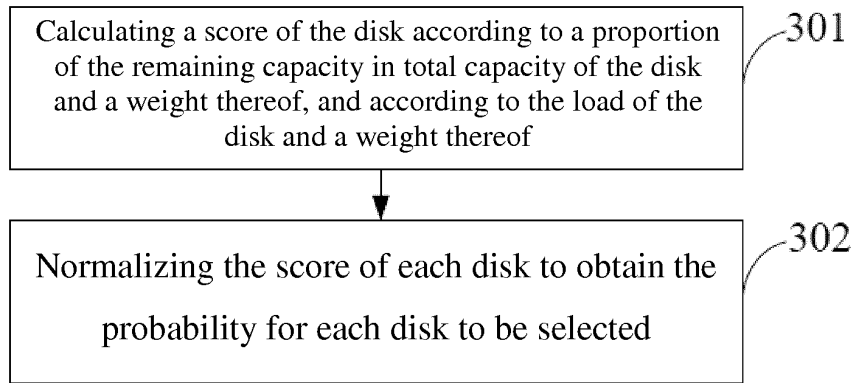 Calculating a score of the disk according to a proportion
of the remaining capacity in total capacity of the disk
and a weight thereof, and according to the load of the
disk and a weight thereof
301
Normalizing the score of each disk to obtain the
probability for each disk to be selected
302